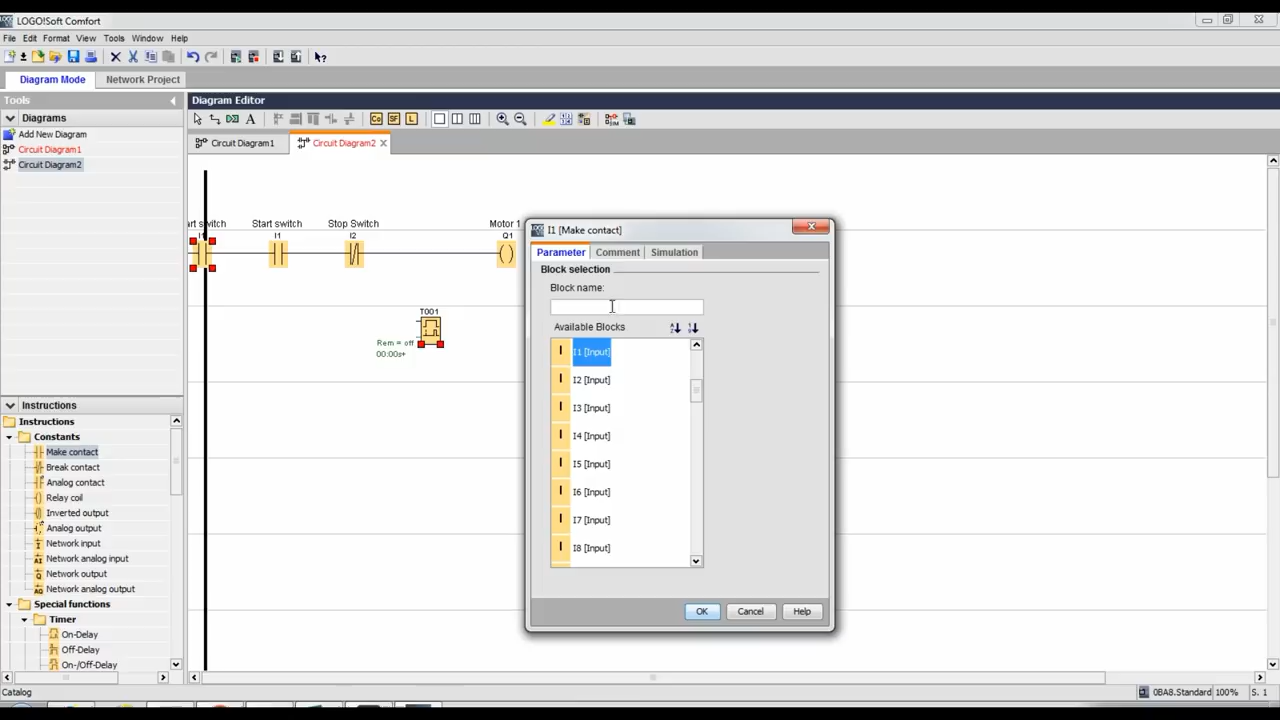 LOGO!Soft Comfort
File Edit Format View Tools Window Help
Diagram Mode Network Project
Tools
Diagram Editor
Diagrams
Add New Diagram
Circuit Diagram1
Circuit Diagram2
Co SF L
Circuit Diagram1
Circuit Diagram2
Start switch
Stop Switch
Motor 1
I1
I2
Q1
T001
Rem = off
00:00s+
I1 [Make contact]
Parameter Comment Simulation
Block selection
Block name:
Available Blocks
I I1 [Input]
I I2 [Input]
I I3 [Input]
I I4 [Input]
I I5 [Input]
I I6 [Input]
I I7 [Input]
I I8 [Input]
OK Cancel Help
Instructions
Instructions
Constants
Make contact
Break contact
Analog contact
Relay coil
Inverted output
Analog output
Network input
Network analog input
Network output
Network analog output
Special functions
Timer
On-Delay
Off-Delay
On-/Off-Delay
Catalog
0BA8.Standard 100% S. 1